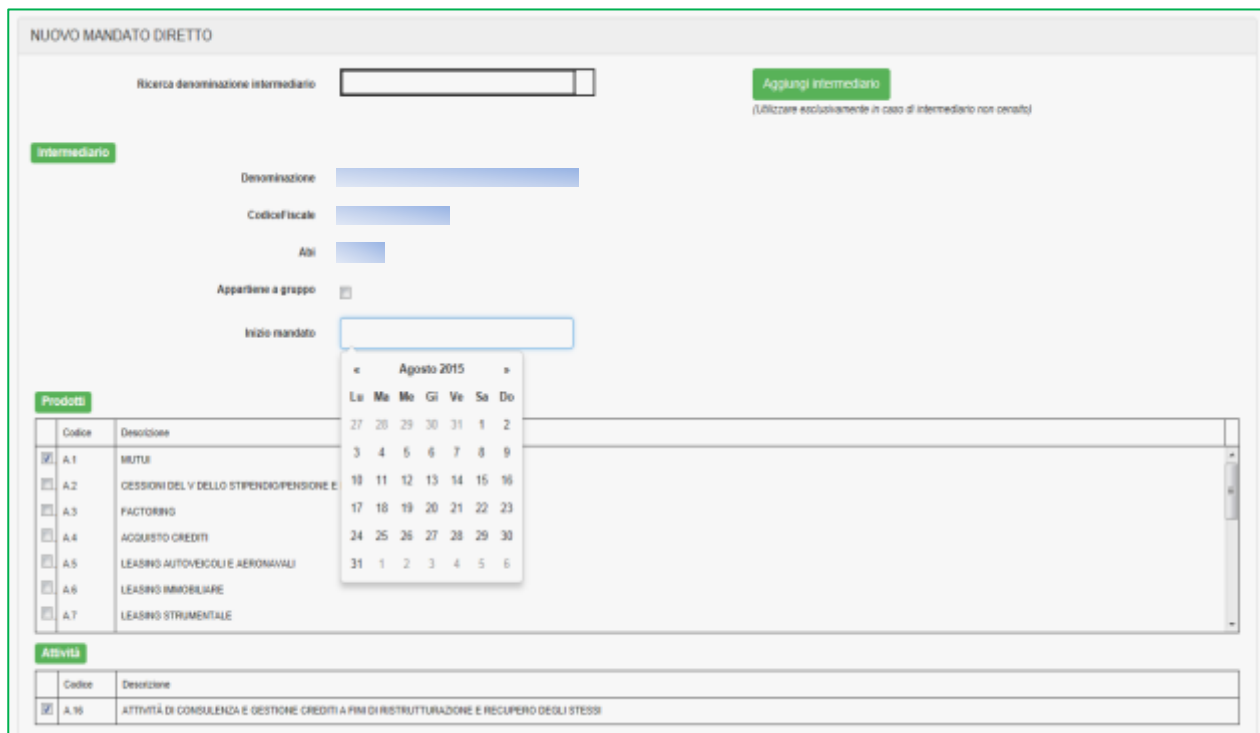 NUOVO MANDATO DIRETTO
Ricerca denominazione intermediario
Aggiungi intermediario
(Utilizzare esclusivamente in caso di intermediario non censito)
Intermediario
Denominazione
CodiceFiscale
Abi
Appartiene a gruppo
Inizio mandato
« Agosto 2015 »
Lu Ma Me Gi Ve Sa Do
27 28 29 30 31 1 2
3 4 5 6 7 8 9
10 11 12 13 14 15 16
17 18 19 20 21 22 23
24 25 26 27 28 29 30
31 1 2 3 4 5 6
Prodotti
Codice Descrizione
A.1 MUTUI
A.2 CESSIONI DEL V DELLO STIPENDIO/PENSIONE E
A.3 FACTORING
A.4 ACQUISTO CREDITI
A.5 LEASING AUTOVEICOLI E AERONAVALI
A.6 LEASING IMMOBILIARE
A.7 LEASING STRUMENTALE
Attività
Codice Descrizione
A.16 ATTIVITÀ DI CONSULENZA E GESTIONE CREDITI A FINI DI RISTRUTTURAZIONE E RECUPERO DEGLI STESSI